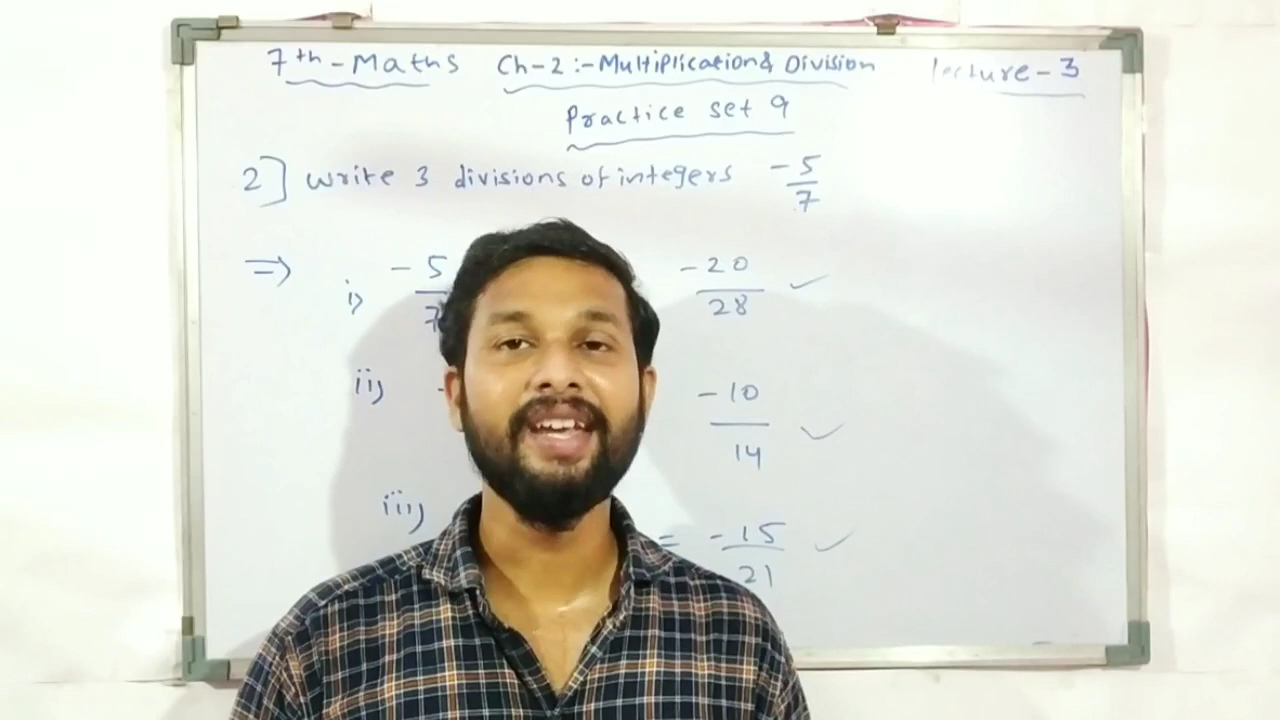 7th - Maths Ch-2 :- Multiplication & Division lecture - 3
Practice set 9
2] write 3 divisions of integers -5/7
=> i) -5/7 -20/28 ✓
ii) - -10/14 ✓
iii) = -15/21 ✓